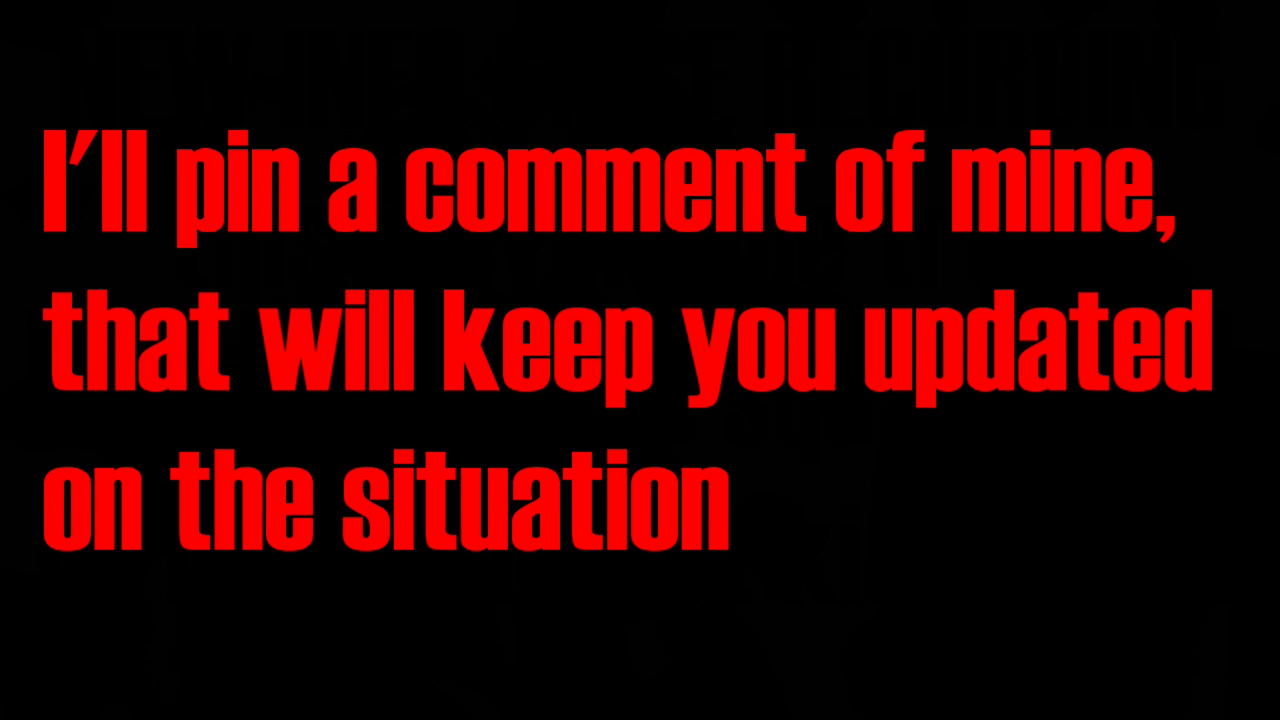 I'll pin a comment of mine,
that will keep you updated
on the situation